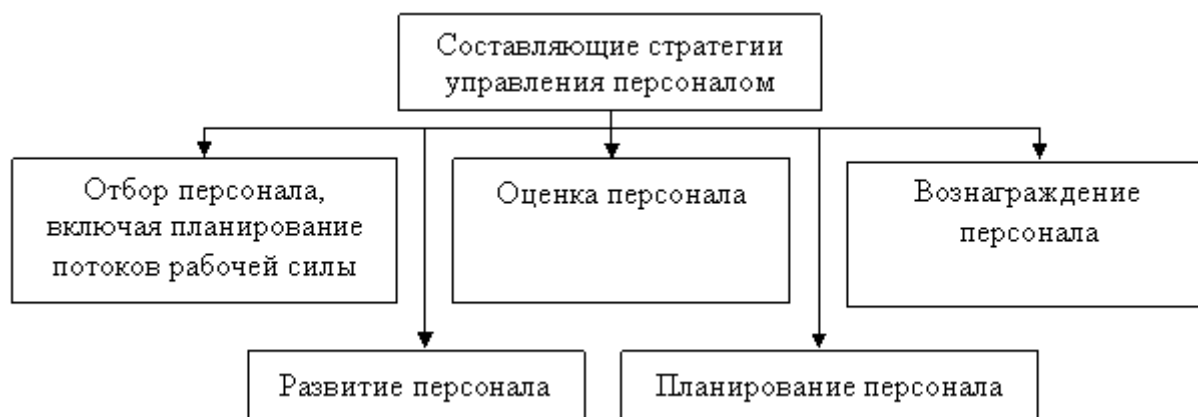 Составляющие стратегии
управления персоналом
Отбор персонала,
включая планирование
потоков рабочей силы
Оценка персонала
Вознаграждение
персонала
Развитие персонала
Планирование персонала